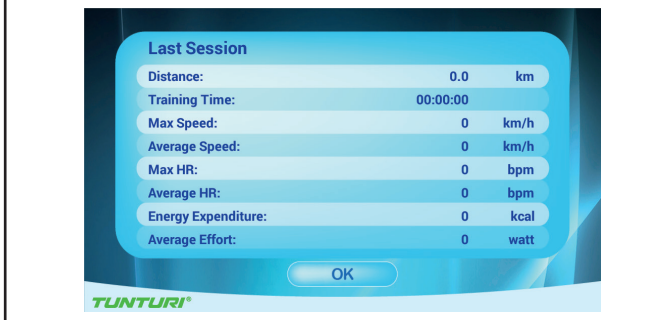 Last Session
Distance: 0.0 km
Training Time: 00:00:00
Max Speed: 0 km/h
Average Speed: 0 km/h
Max HR: 0 bpm
Average HR: 0 bpm
Energy Expenditure: 0 kcal
Average Effort: 0 watt
OK
TUNTURI®